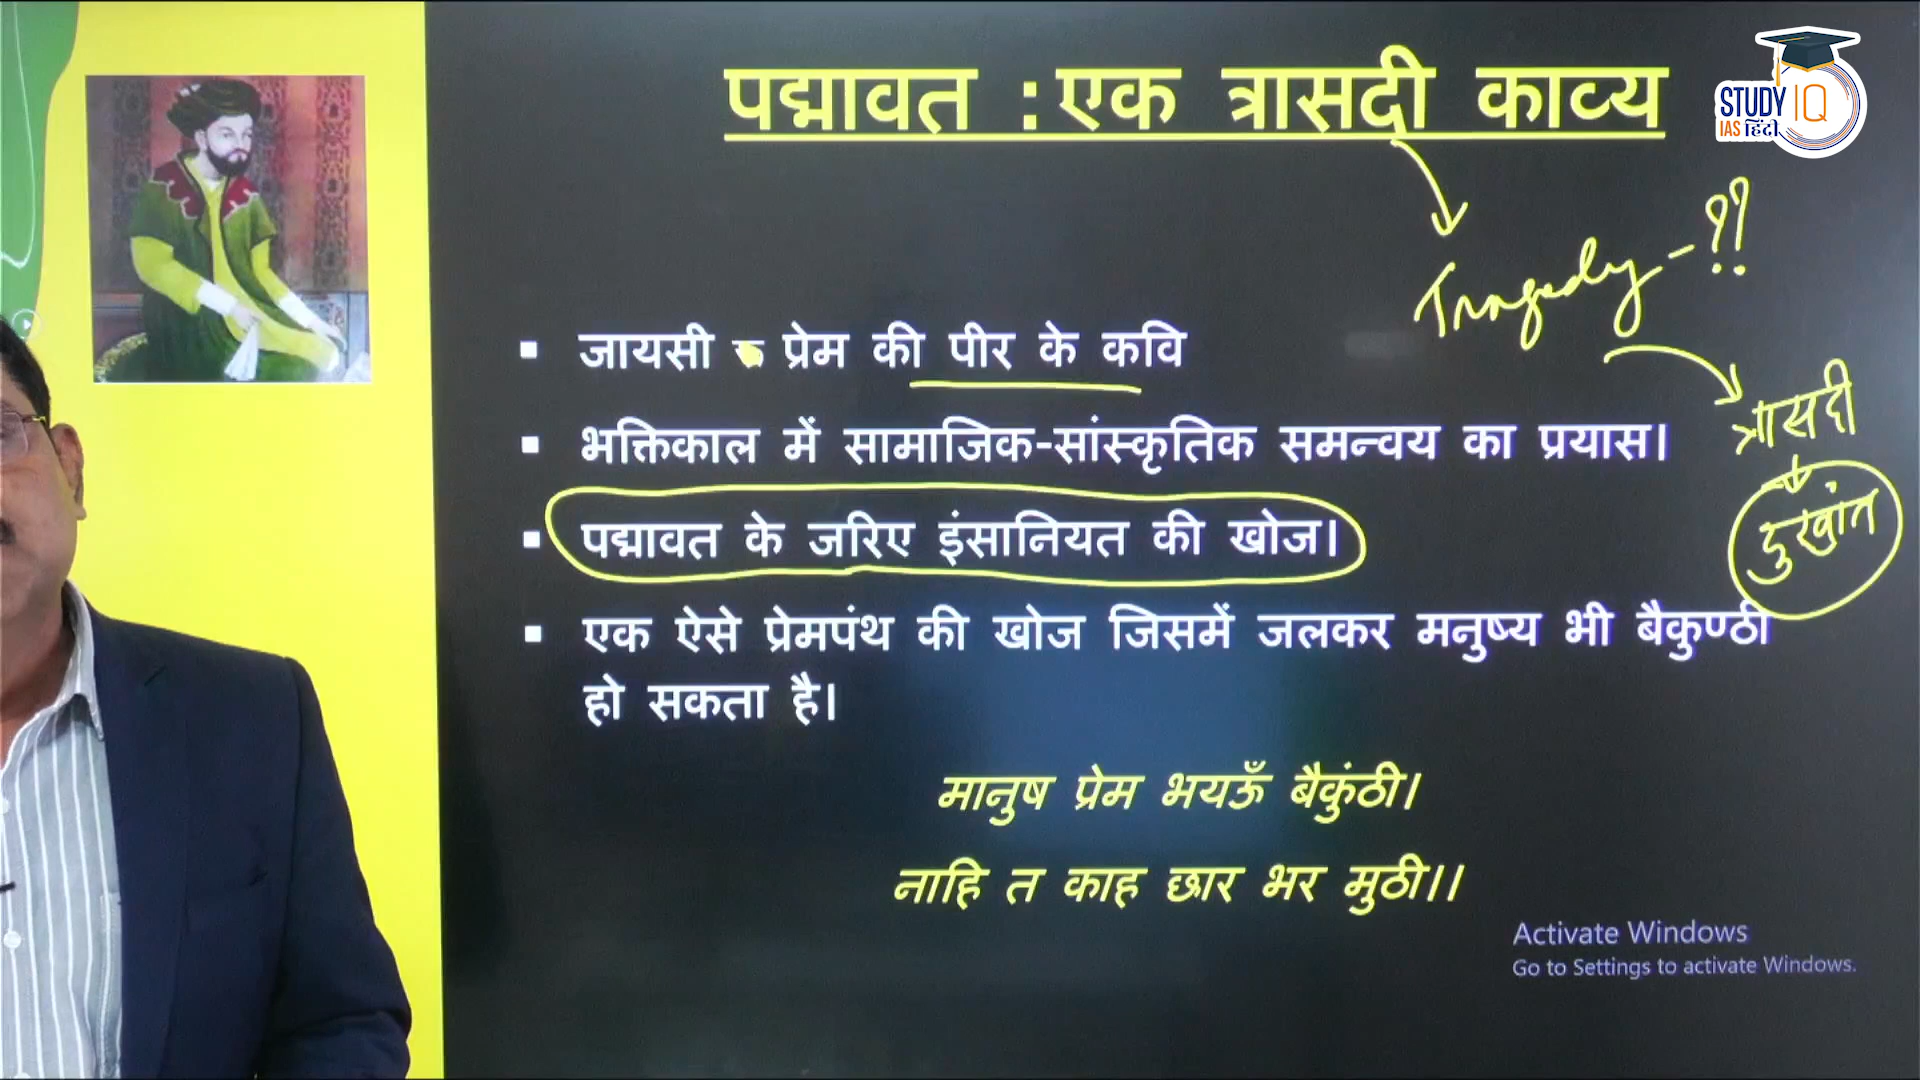 पद्मावत : एक त्रासदी काव्य
STUDY IQ
IAS हिंदी
Tragedy - ??
त्रासदी
दुखांत
▪ जायसी प्रेम की पीर के कवि
▪ भक्तिकाल में सामाजिक-सांस्कृतिक समन्वय का प्रयास।
▪ पद्मावत के जरिए इंसानियत की खोज।
▪ एक ऐसे प्रेमपंथ की खोज जिसमें जलकर मनुष्य भी बैकुण्ठी
हो सकता है।
मानुष प्रेम भयऊँ बैकुंठी।
नाहि त काह छार भर मुठी।।
Activate Windows
Go to Settings to activate Windows.